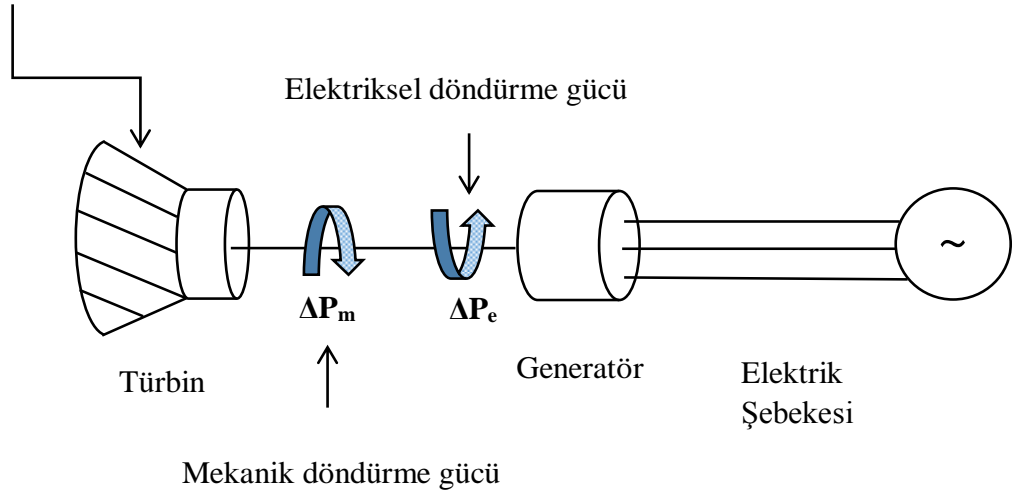 Elektriksel döndürme gücü
~
ΔPm
ΔPe
Türbin
Generatör
Elektrik
Şebekesi
Mekanik döndürme gücü